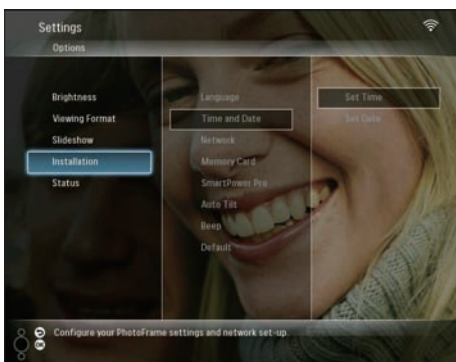 Settings
Options
Brightness
Viewing Format
Slideshow
Installation
Status
Language
Time and Date
Network
Memory Card
SmartPower Pro
Auto Tilt
Beep
Default
Set Time
Set Date
Configure your PhotoFrame settings and network set-up.
OK